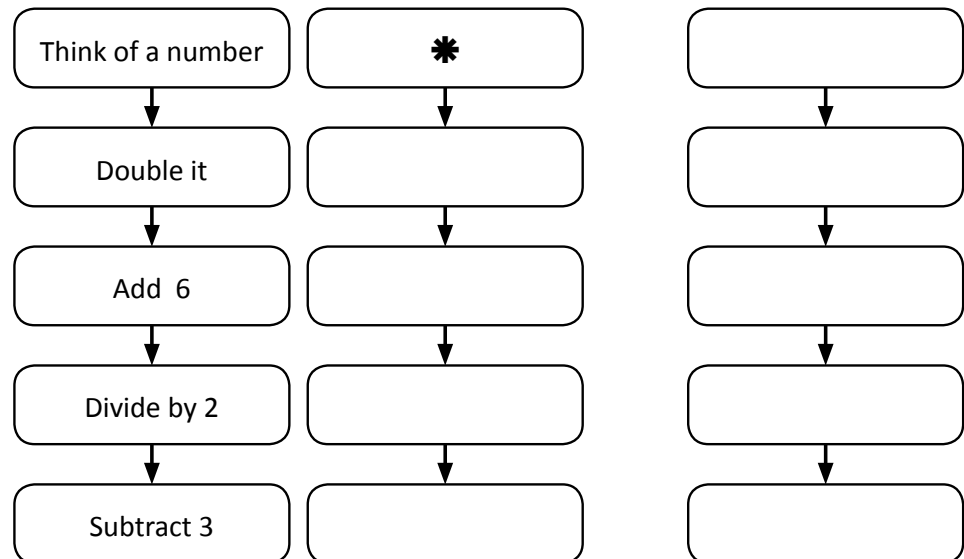 Think of a number
✱
Double it
Add 6
Divide by 2
Subtract 3